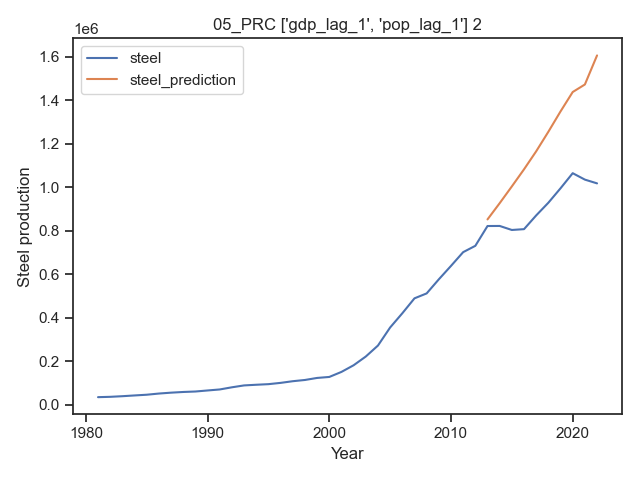 05_PRC ['gdp_lag_1', 'pop_lag_1'] 2
1e6
steel
steel_prediction
1.6
1.4
1.2
1.0
0.8
0.6
0.4
0.2
0.0
Steel production
1980
1990
2000
2010
2020
Year